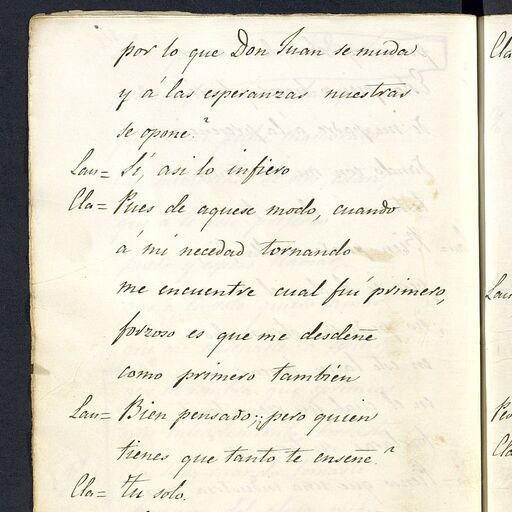 por lo que Don Juan se muda
y á las esperanzas nuestras
se opone?
Lau= Sí, asi lo infiero
Cla= Pues de aquese modo, cuando
á mi necedad tornando
me encuentre cual fuí primero,
forzoso es que me desdeñe
como primero tambien
Lau= Bien pensado; ¿pero quien
tienes que tanto te enseñe?
Cla= Tu solo.
Cla
Lau
Cla